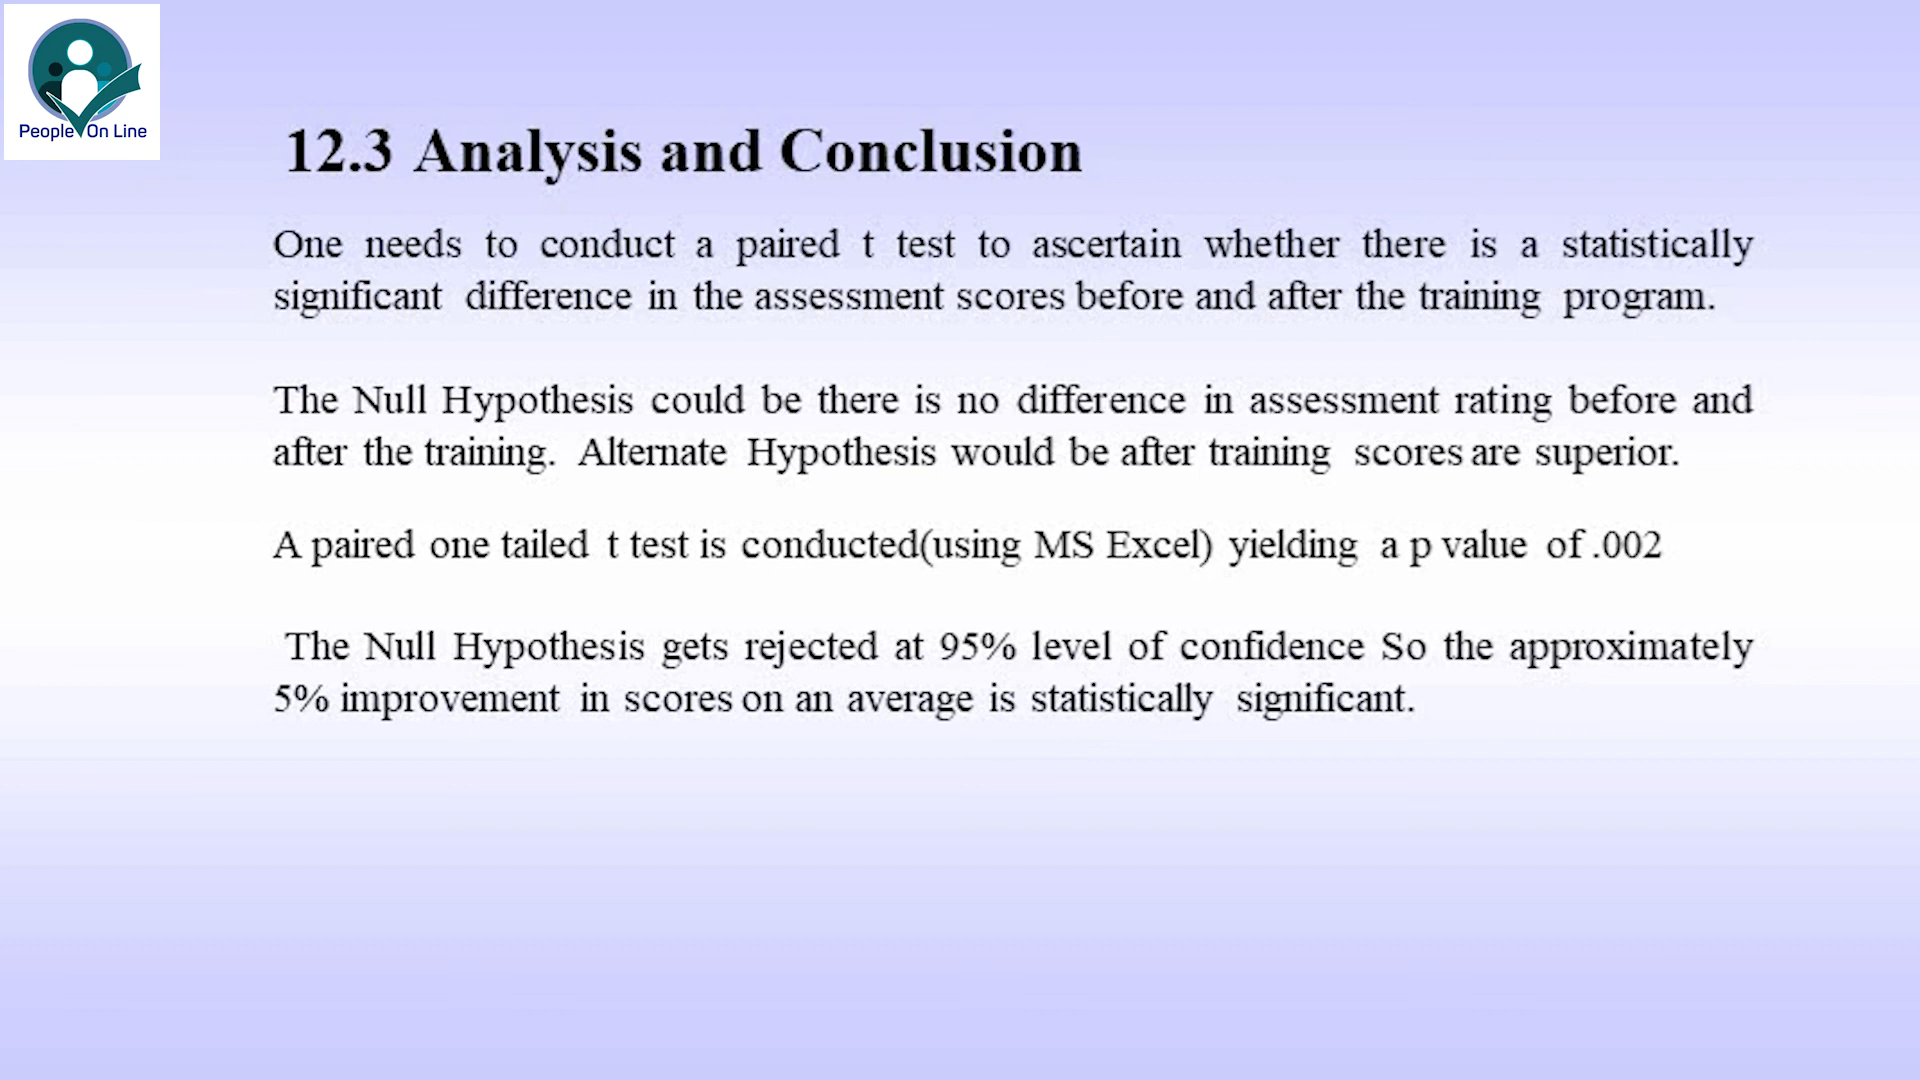 People On Line
12.3 Analysis and Conclusion
One needs to conduct a paired t test to ascertain whether there is a statistically
significant difference in the assessment scores before and after the training program.
The Null Hypothesis could be there is no difference in assessment rating before and
after the training. Alternate Hypothesis would be after training scores are superior.
A paired one tailed t test is conducted(using MS Excel) yielding a p value of .002
The Null Hypothesis gets rejected at 95% level of confidence So the approximately
5% improvement in scores on an average is statistically significant.